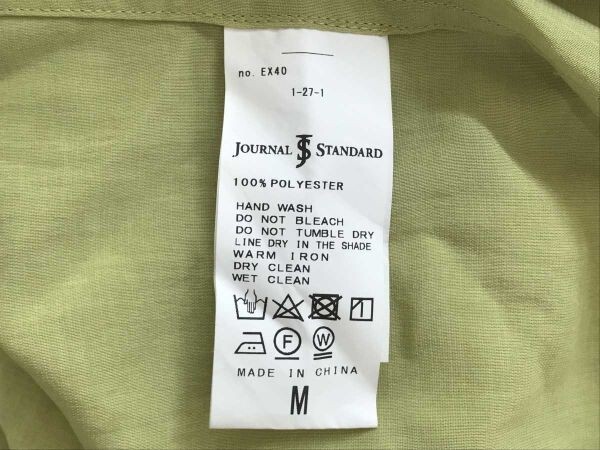 no. EX40
1-27-1
JOURNAL JS STANDARD
100% POLYESTER
HAND WASH
DO NOT BLEACH
DO NOT TUMBLE DRY
LINE DRY IN THE SHADE
WARM IRON
DRY CLEAN
WET CLEAN
F W
MADE IN CHINA
M